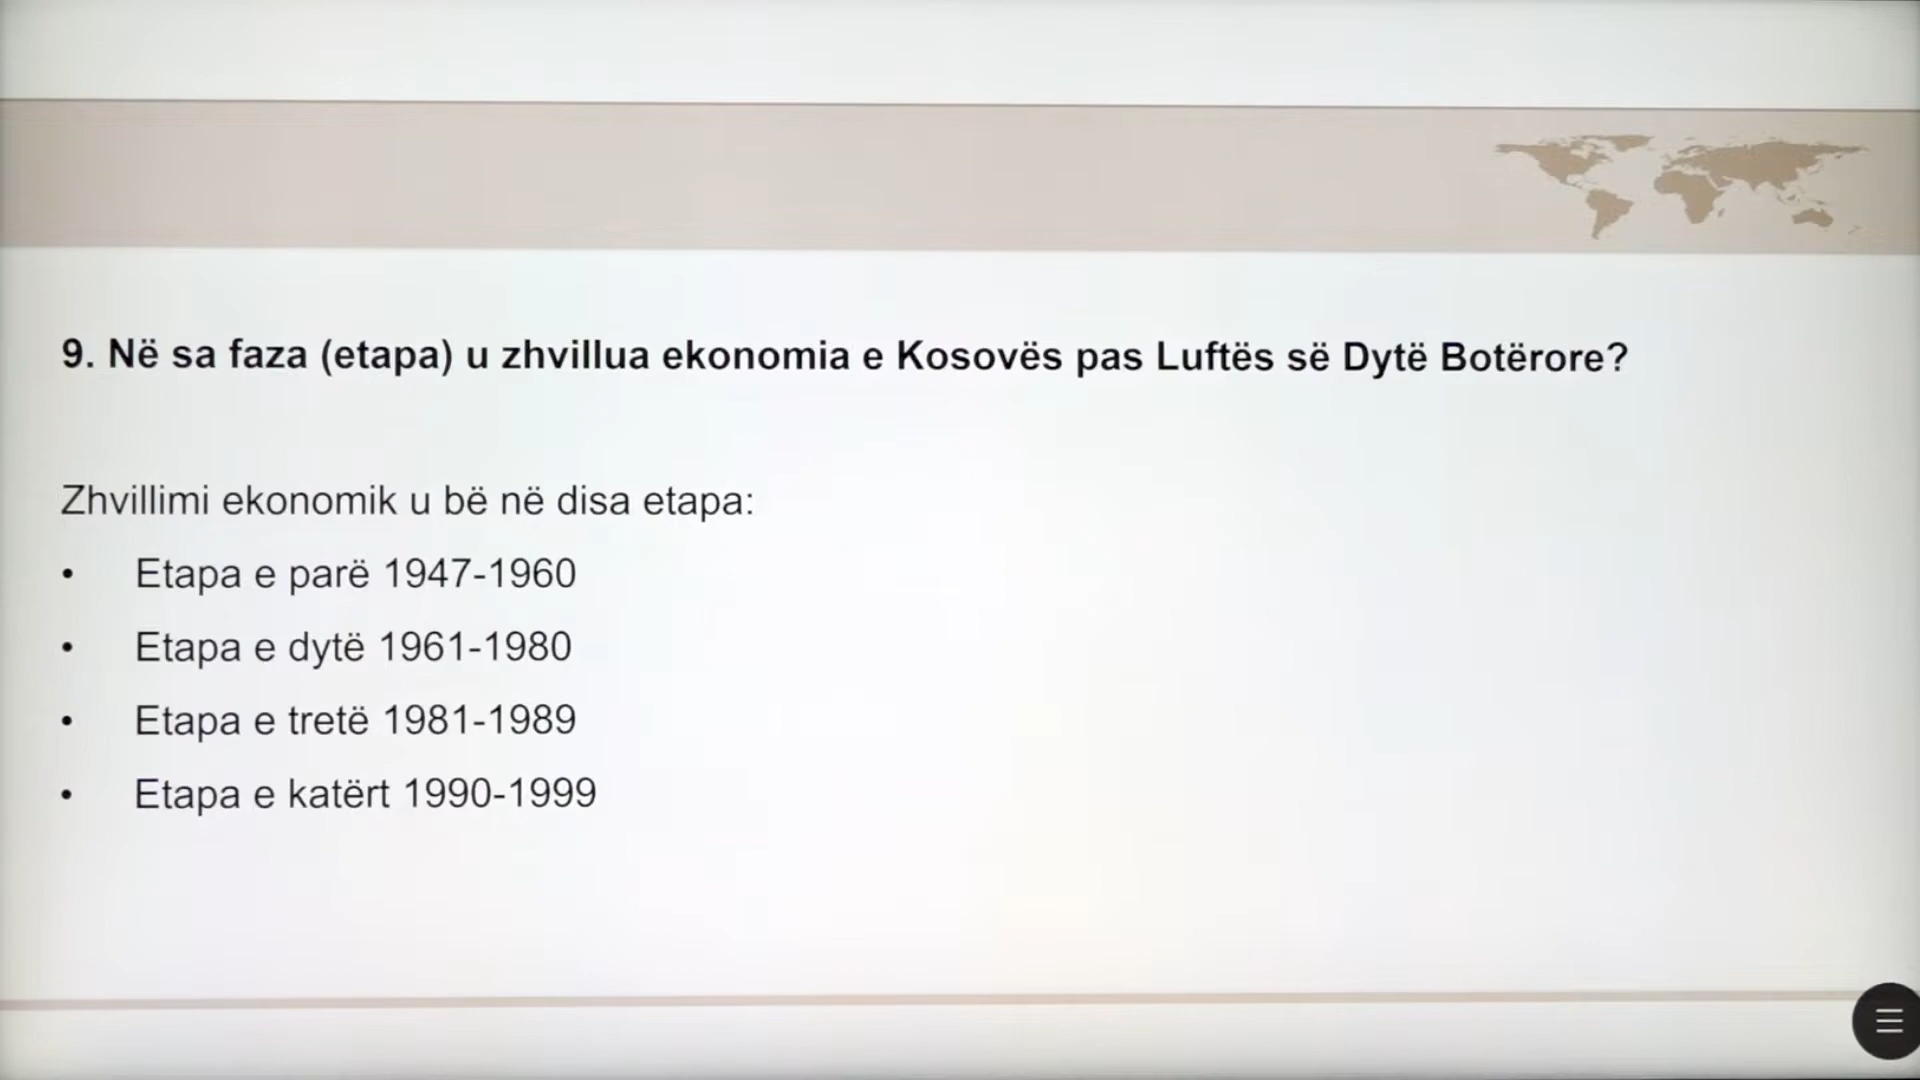 9. Në sa faza (etapa) u zhvillua ekonomia e Kosovës pas Luftës së Dytë Botërore?
Zhvillimi ekonomik u bë në disa etapa:
• Etapa e parë 1947-1960
• Etapa e dytë 1961-1980
• Etapa e tretë 1981-1989
• Etapa e katërt 1990-1999